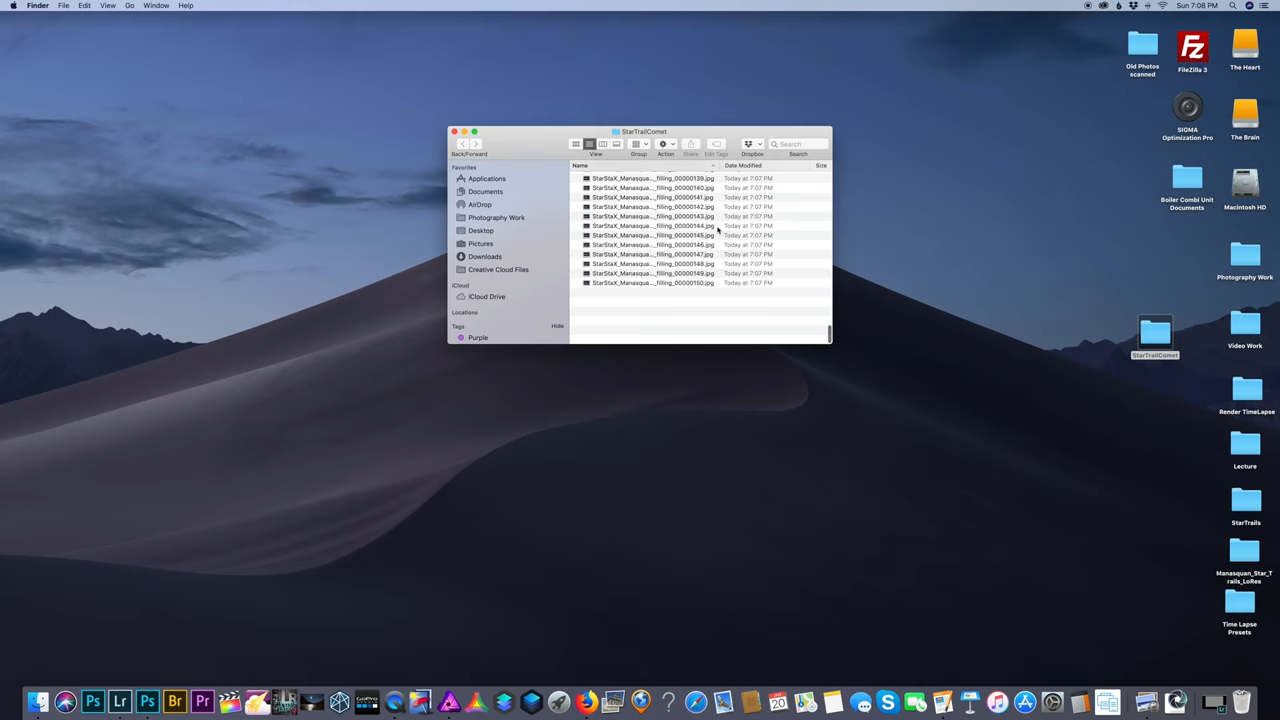 Finder File Edit View Go Window Help
Sun 7:08 PM
StarTrailComet
Back/Forward View Group Action Share Edit Tags Dropbox Search
Search
Favorites
Applications
Documents
AirDrop
Photography Work
Desktop
Pictures
Downloads
Creative Cloud Files
iCloud
iCloud Drive
Locations
Tags Hide
Purple
Name Date Modified Size
StarStaX_Manasqua..._filling_00000139.jpg Today at 7:07 PM
StarStaX_Manasqua..._filling_00000140.jpg Today at 7:07 PM
StarStaX_Manasqua..._filling_00000141.jpg Today at 7:07 PM
StarStaX_Manasqua..._filling_00000142.jpg Today at 7:07 PM
StarStaX_Manasqua..._filling_00000143.jpg Today at 7:07 PM
StarStaX_Manasqua..._filling_00000144.jpg Today at 7:07 PM
StarStaX_Manasqua..._filling_00000145.jpg Today at 7:07 PM
StarStaX_Manasqua..._filling_00000146.jpg Today at 7:07 PM
StarStaX_Manasqua..._filling_00000147.jpg Today at 7:07 PM
StarStaX_Manasqua..._filling_00000148.jpg Today at 7:07 PM
StarStaX_Manasqua..._filling_00000149.jpg Today at 7:07 PM
StarStaX_Manasqua..._filling_00000150.jpg Today at 7:07 PM
Old Photos
scanned
Fz
FileZilla 3
The Heart
SIGMA
Optimization Pro
The Brain
Boiler Combi Unit
Documents
Macintosh HD
Photography Work
StarTrailComet
Video Work
Render TimeLapse
Lecture
StarTrails
Manasquan_Star_T
rails_LoRes
Time Lapse
Presets
Ps Lr Ps Br Pr
GoPro
20